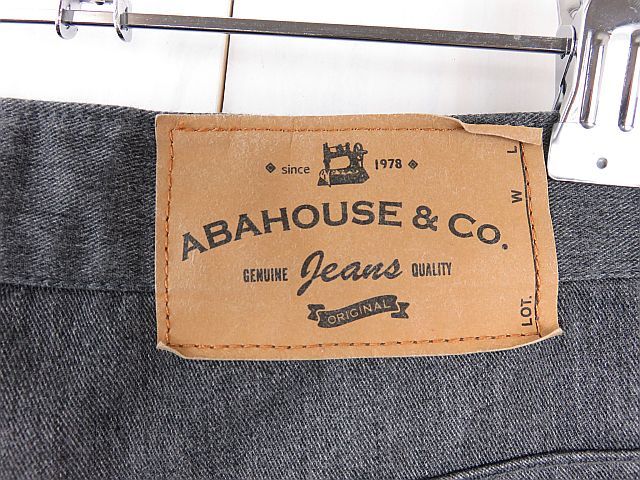 since 1978
ABAHOUSE & CO.
GENUINE Jeans QUALITY
ORIGINAL
LOT. W L